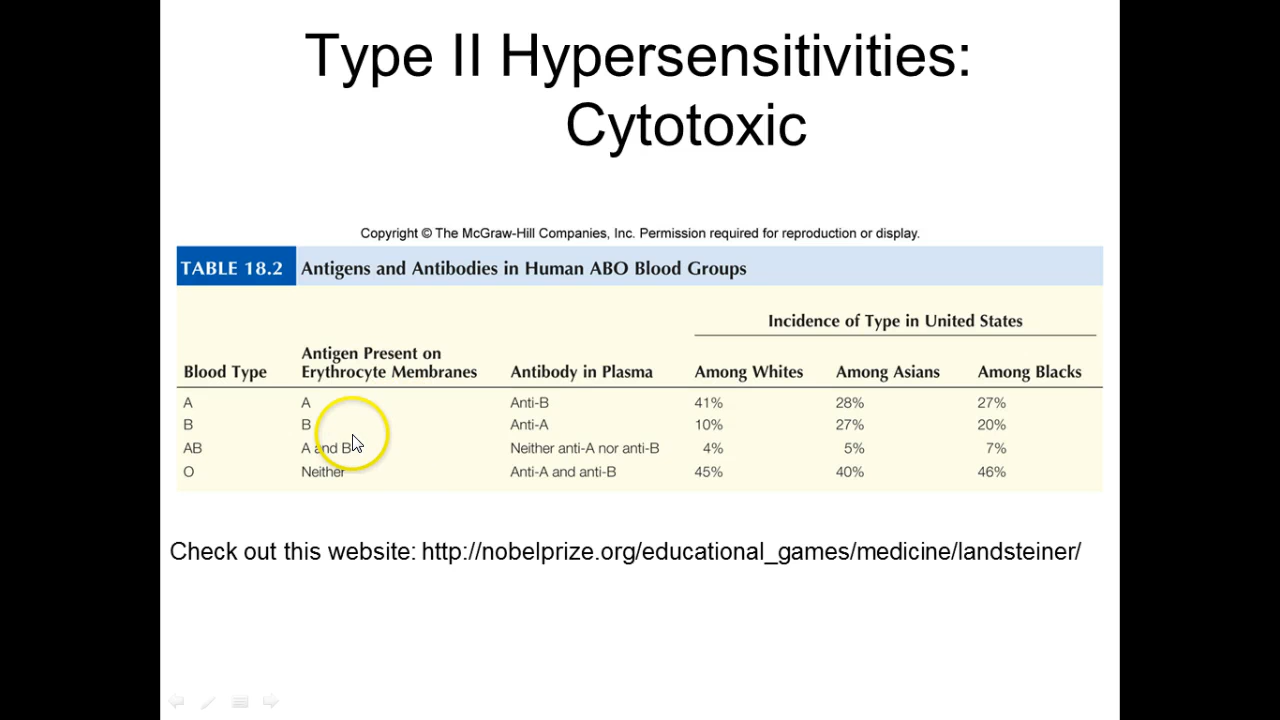 Type II Hypersensitivities:
Cytotoxic
Copyright © The McGraw-Hill Companies, Inc. Permission required for reproduction or display.
TABLE 18.2 Antigens and Antibodies in Human ABO Blood Groups
Incidence of Type in United States
Antigen Present on
Blood Type Erythrocyte Membranes Antibody in Plasma Among Whites Among Asians Among Blacks
A A Anti-B 41% 28% 27%
B B Anti-A 10% 27% 20%
AB A and B Neither anti-A nor anti-B 4% 5% 7%
O Neither Anti-A and anti-B 45% 40% 46%
Check out this website: http://nobelprize.org/educational_games/medicine/landsteiner/